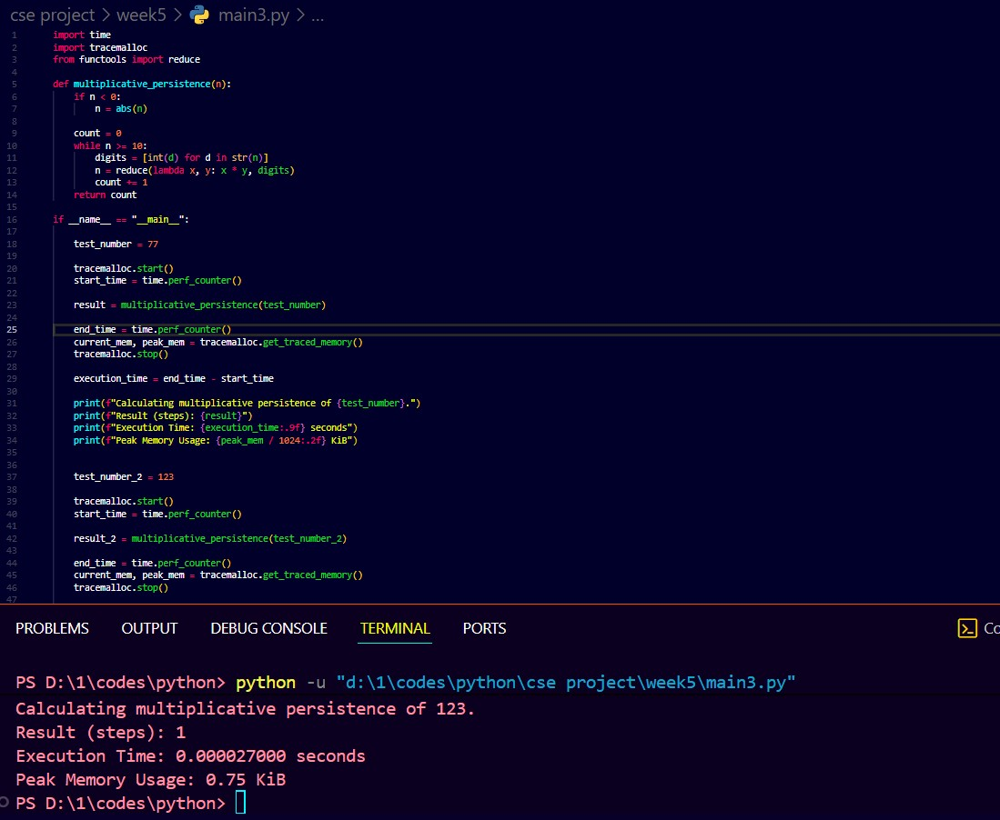 cse project > week5 > main3.py > ...
1 import time
2 import tracemalloc
3 from functools import reduce
4
5 def multiplicative_persistence(n):
6     if n < 0:
7         n = abs(n)
8
9     count = 0
10     while n >= 10:
11         digits = [int(d) for d in str(n)]
12         n = reduce(lambda x, y: x * y, digits)
13         count += 1
14     return count
15
16 if __name__ == "__main__":
17
18     test_number = 77
19
20     tracemalloc.start()
21     start_time = time.perf_counter()
22
23     result = multiplicative_persistence(test_number)
24
25     end_time = time.perf_counter()
26     current_mem, peak_mem = tracemalloc.get_traced_memory()
27     tracemalloc.stop()
28
29     execution_time = end_time - start_time
30
31     print(f"Calculating multiplicative persistence of {test_number}.")
32     print(f"Result (steps): {result}")
33     print(f"Execution Time: {execution_time:.9f} seconds")
34     print(f"Peak Memory Usage: {peak_mem / 1024:.2f} KiB")
35
36
37     test_number_2 = 123
38
39     tracemalloc.start()
40     start_time = time.perf_counter()
41
42     result_2 = multiplicative_persistence(test_number_2)
43
44     end_time = time.perf_counter()
45     current_mem, peak_mem = tracemalloc.get_traced_memory()
46     tracemalloc.stop()
47
PROBLEMS OUTPUT DEBUG CONSOLE TERMINAL PORTS Co
PS D:\1\codes\python> python -u "d:\1\codes\python\cse project\week5\main3.py"
Calculating multiplicative persistence of 123.
Result (steps): 1
Execution Time: 0.000027000 seconds
Peak Memory Usage: 0.75 KiB
PS D:\1\codes\python>